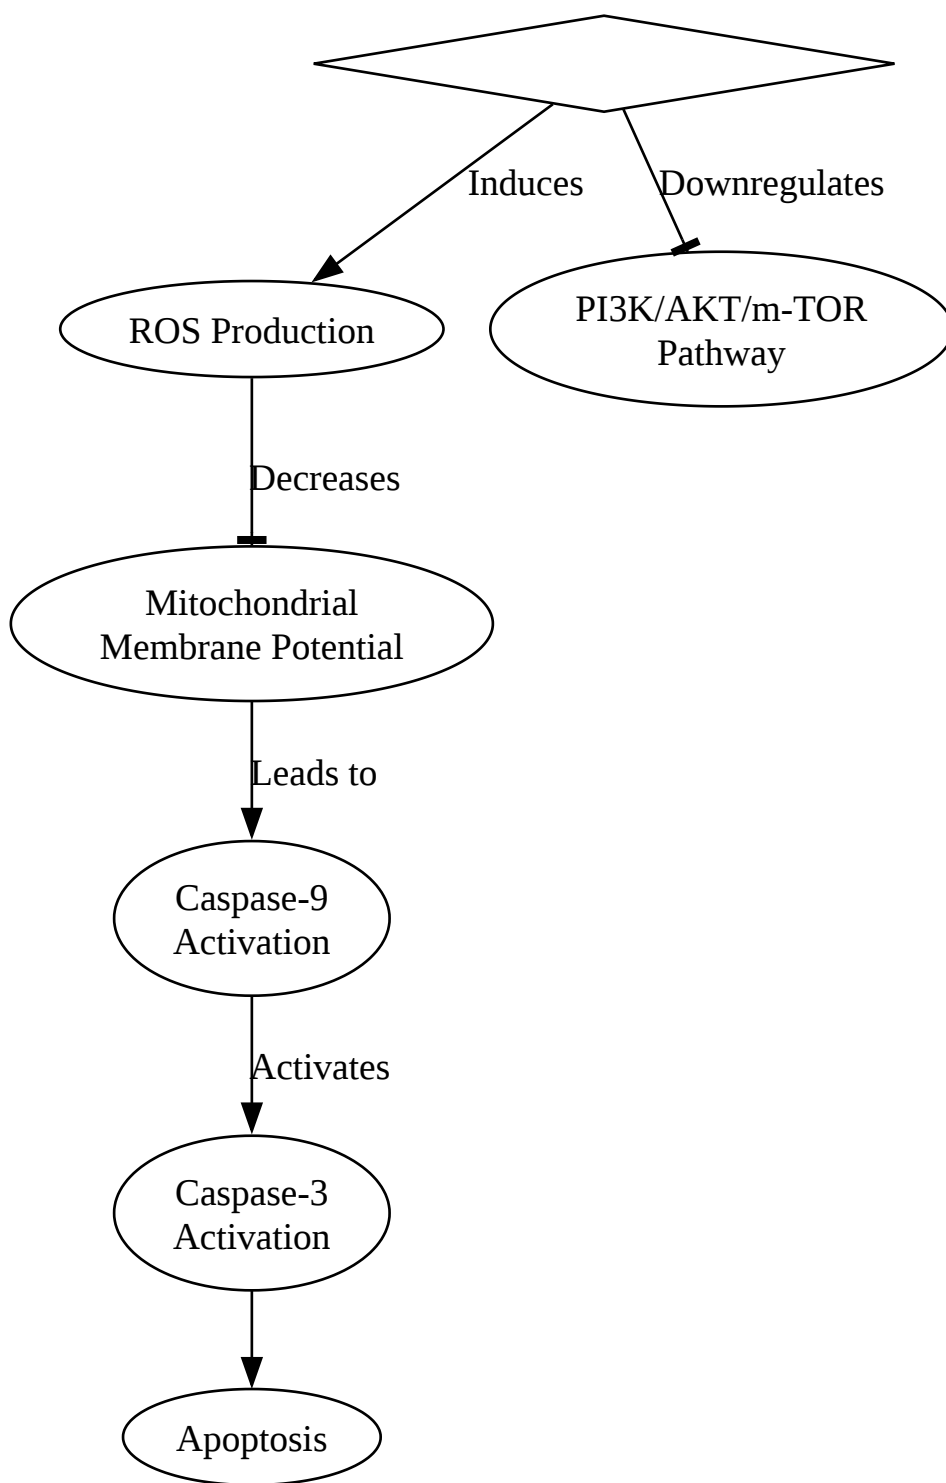 Induces
Downregulates
ROS Production
PI3K/AKT/m-TOR
Pathway
Decreases
Mitochondrial
Membrane Potential
Leads to
Caspase-9
Activation
Activates
Caspase-3
Activation
Apoptosis